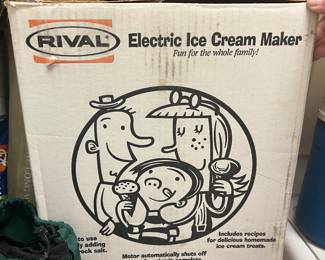 RIVAL®
Electric Ice Cream Maker
Fun for the whole family!
to use
by adding
rock salt.
Includes recipes
for delicious homemade
ice cream treats.
Motor automatically shuts off